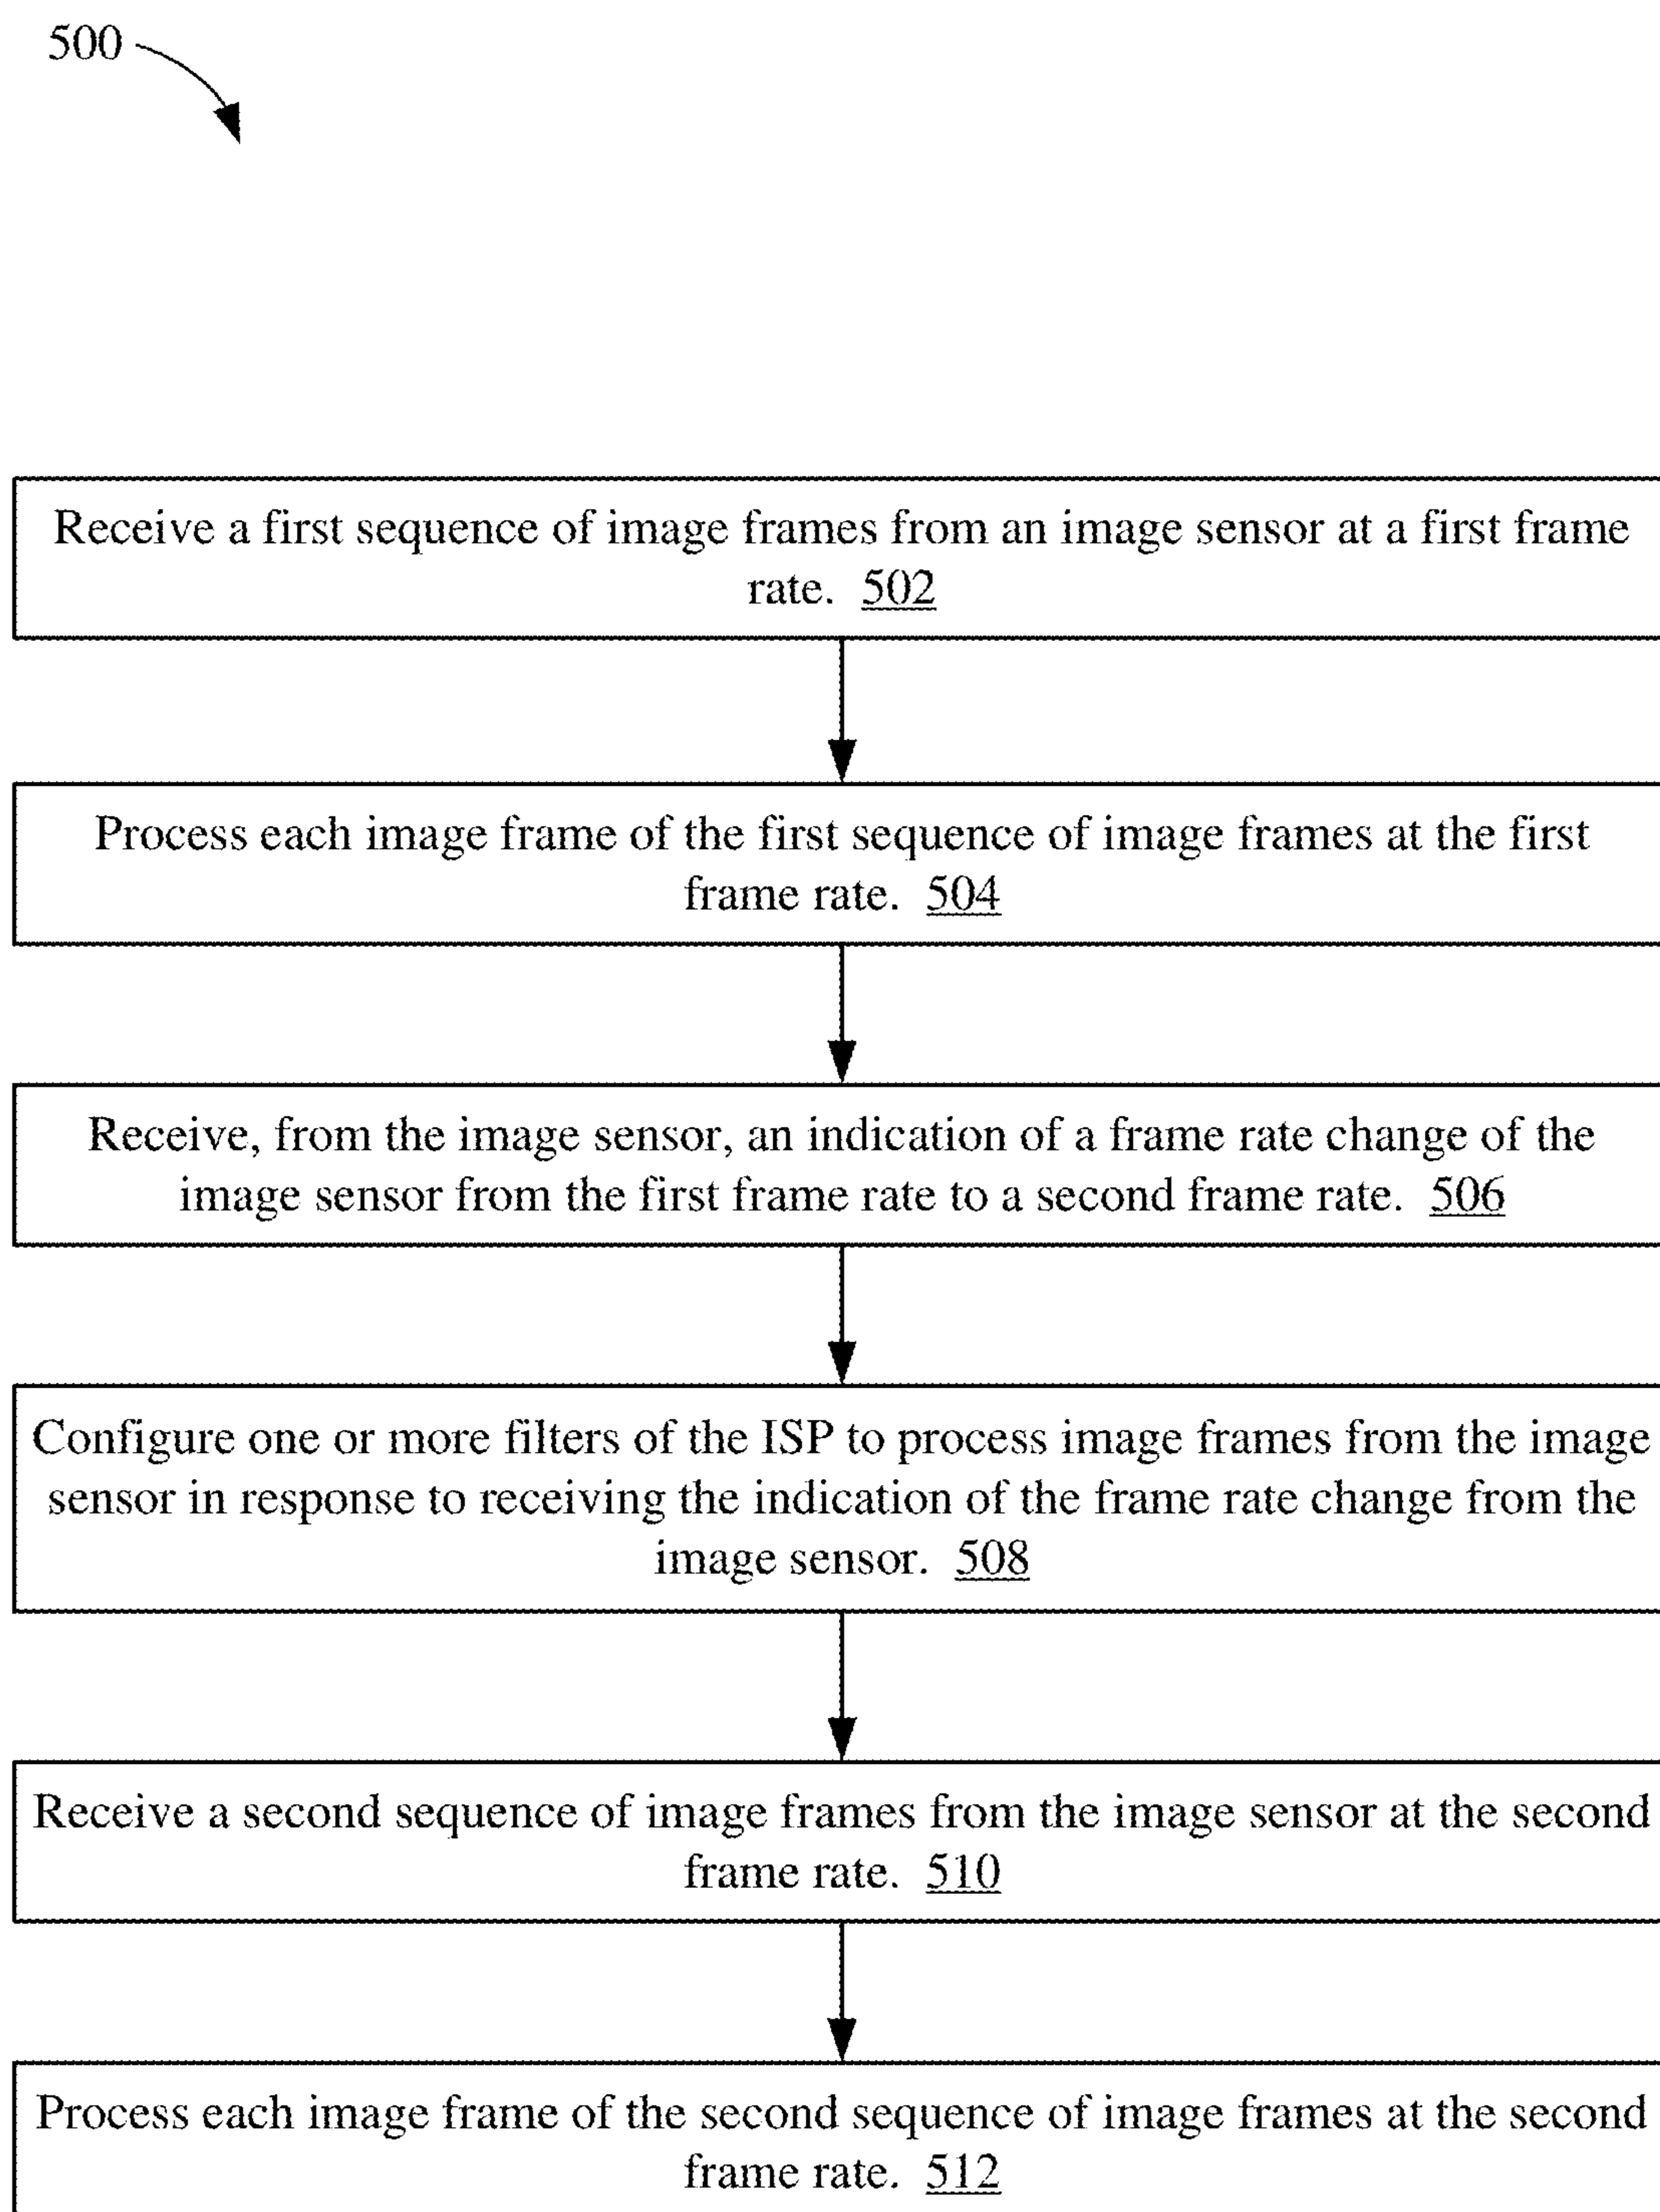 500
Receive a first sequence of image frames from an image sensor at a first frame
rate. 502
Process each image frame of the first sequence of image frames at the first
frame rate. 504
Receive, from the image sensor, an indication of a frame rate change of the
image sensor from the first frame rate to a second frame rate. 506
Configure one or more filters of the ISP to process image frames from the image
sensor in response to receiving the indication of the frame rate change from the
image sensor. 508
Receive a second sequence of image frames from the image sensor at the second
frame rate. 510
Process each image frame of the second sequence of image frames at the second
frame rate. 512